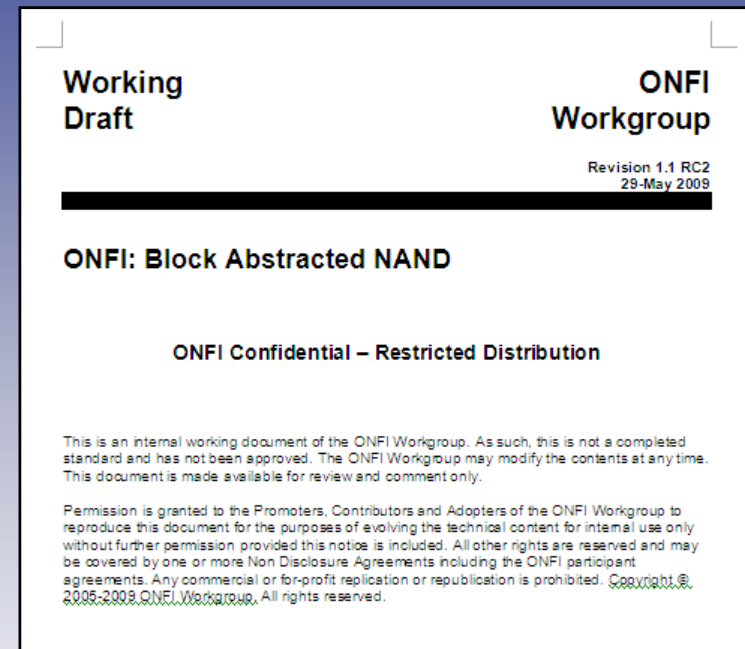 Working ONFI
Draft Workgroup
Revision 1.1 RC2
29-May 2009
ONFI: Block Abstracted NAND
ONFI Confidential – Restricted Distribution
This is an internal working document of the ONFI Workgroup. As such, this is not a completed
standard and has not been approved. The ONFI Workgroup may modify the contents at any time.
This document is made available for review and comment only.
Permission is granted to the Promoters, Contributors and Adopters of the ONFI Workgroup to
reproduce this document for the purposes of evolving the technical content for internal use only
without further permission provided this notice is included. All other rights are reserved and may
be covered by one or more Non Disclosure Agreements including the ONFI participant
agreements. Any commercial or for-profit replication or republication is prohibited. Copyright ©
2005-2009 ONFI Workgroup. All rights reserved.